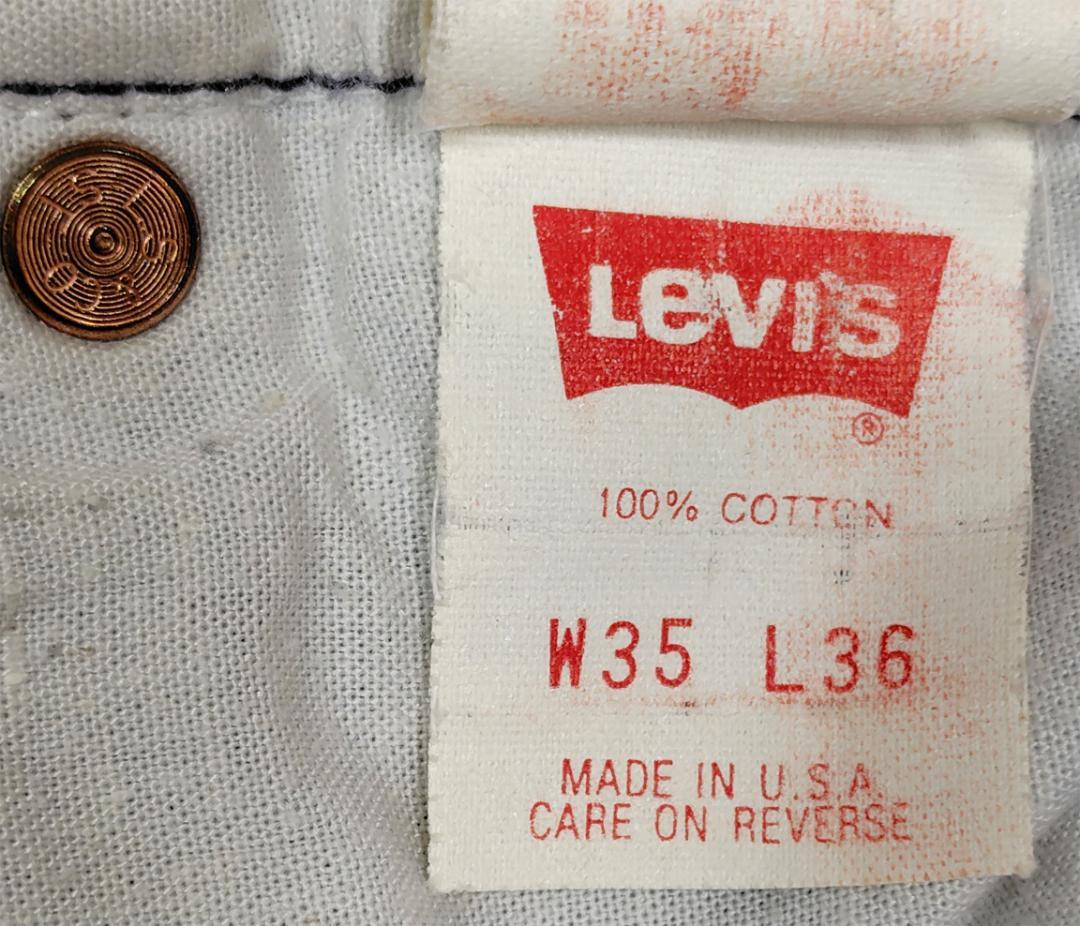 LEVI'S
®
100% COTTON
W35 L36
MADE IN U.S.A.
CARE ON REVERSE